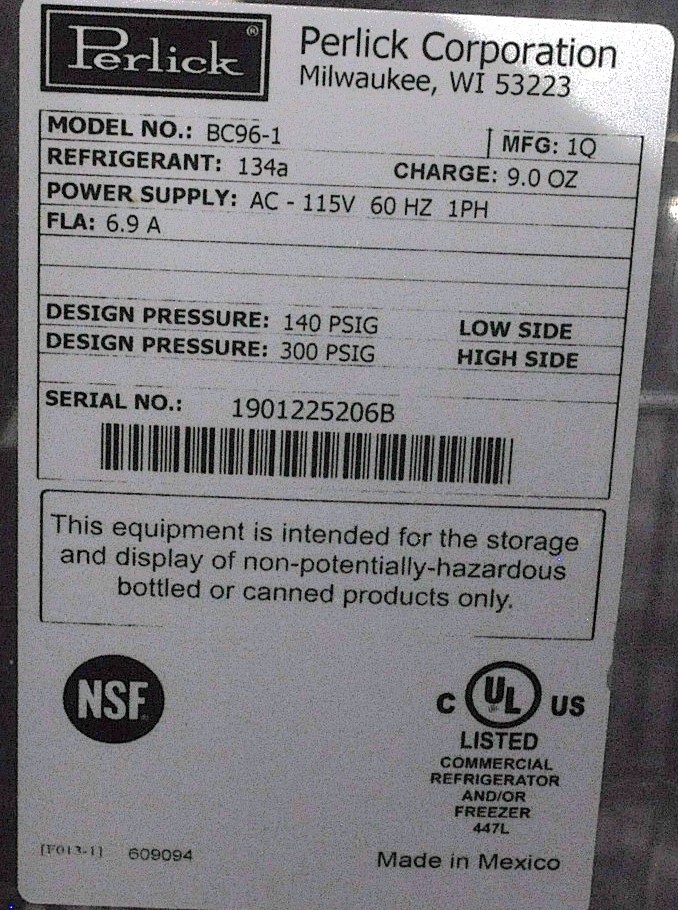 Perlick®
Perlick Corporation
Milwaukee, WI 53223
MODEL NO.: BC96-1 MFG: 1Q
REFRIGERANT: 134a CHARGE: 9.0 OZ
POWER SUPPLY: AC - 115V 60 HZ 1PH
FLA: 6.9 A
DESIGN PRESSURE: 140 PSIG LOW SIDE
DESIGN PRESSURE: 300 PSIG HIGH SIDE
SERIAL NO.: 1901225206B
This equipment is intended for the storage
and display of non-potentially-hazardous
bottled or canned products only.
NSF
C UL® US
LISTED
COMMERCIAL
REFRIGERATOR
AND/OR
FREEZER
447L
[F013-1] 609094
Made in Mexico